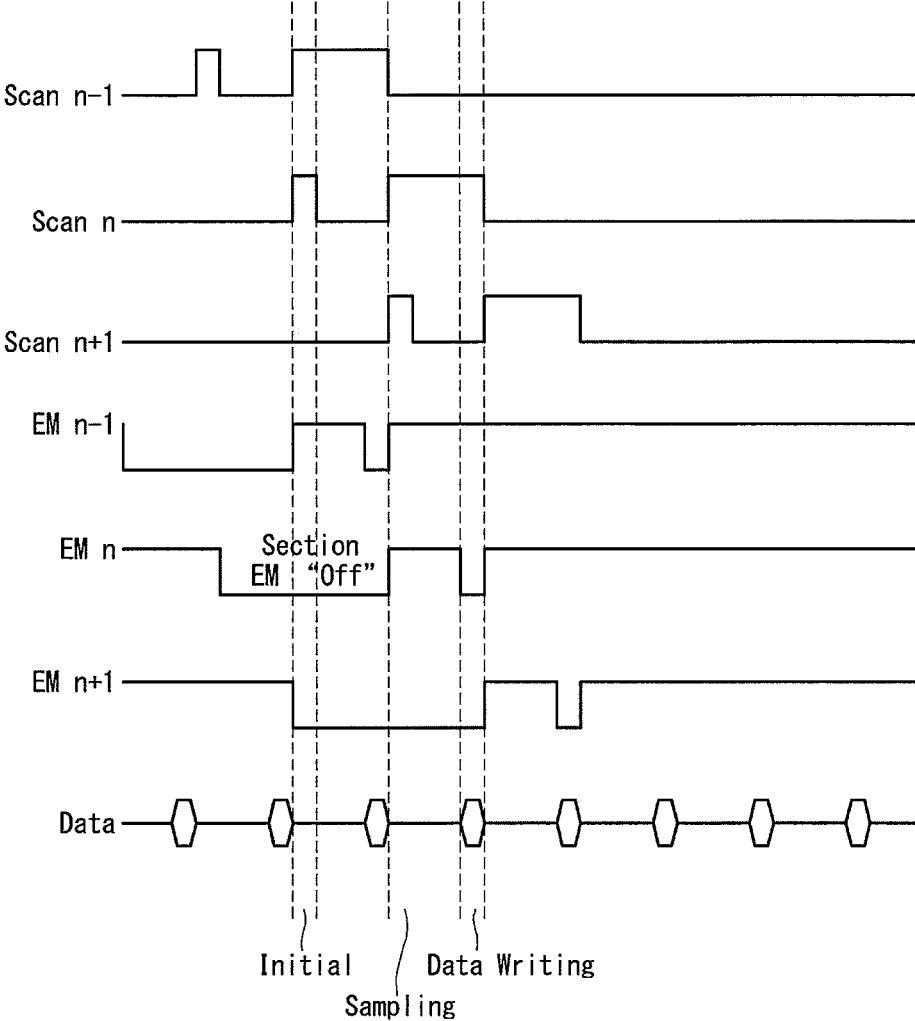 Scan n-1
Scan n
Scan n+1
EM n-1
EM n
Section
EM “Off”
EM n+1
Data
Initial
Data Writing
Sampling